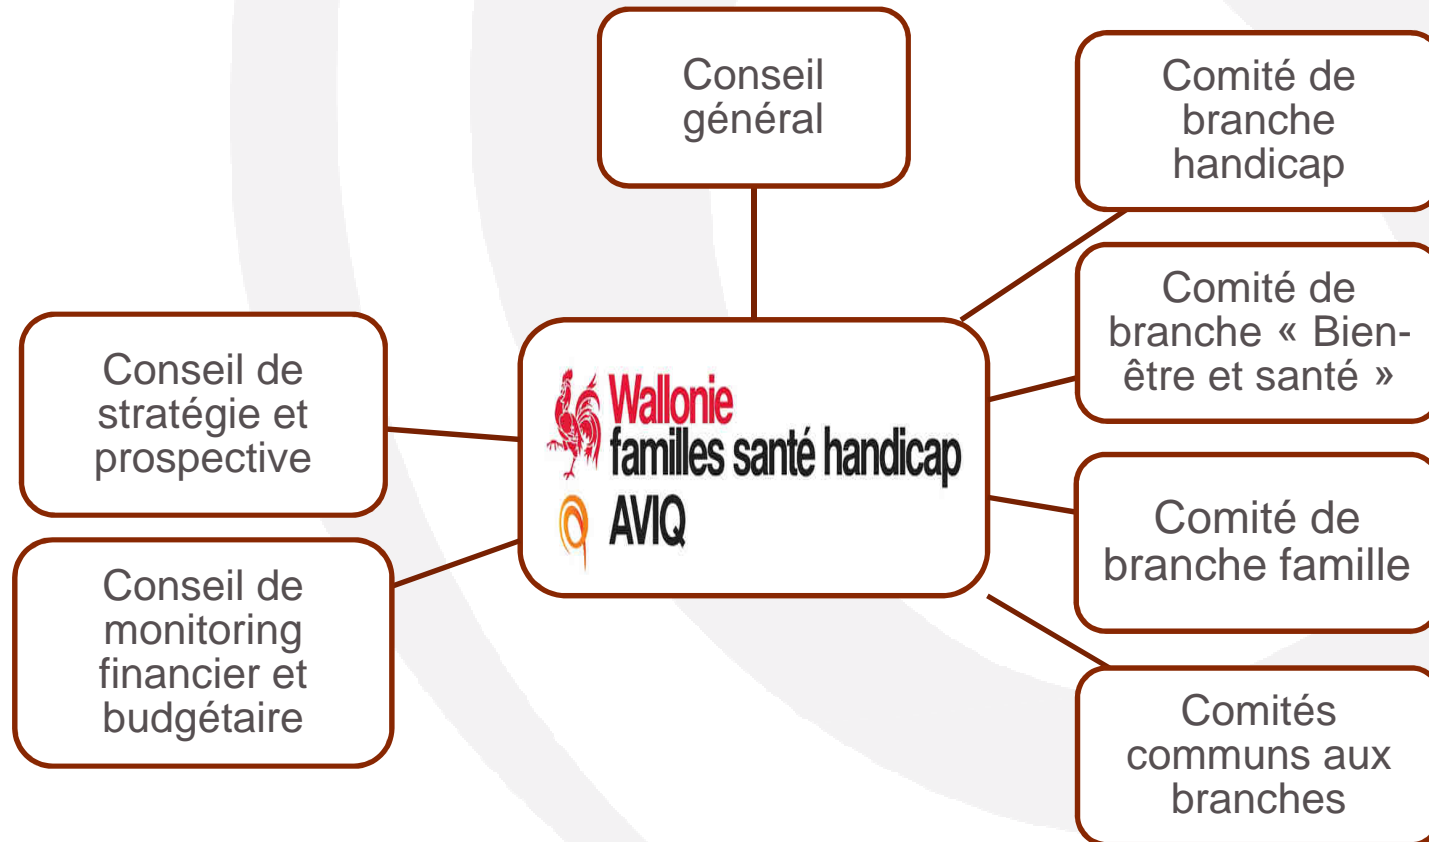 Conseil
général
Comité de
branche
handicap
Comité de
branche « Bien-
être et santé »
Comité de
branche famille
Comités
communs aux
branches
Conseil de
stratégie et
prospective
Conseil de
monitoring
financier et
budgétaire
Wallonie
familles santé handicap
AVIQ